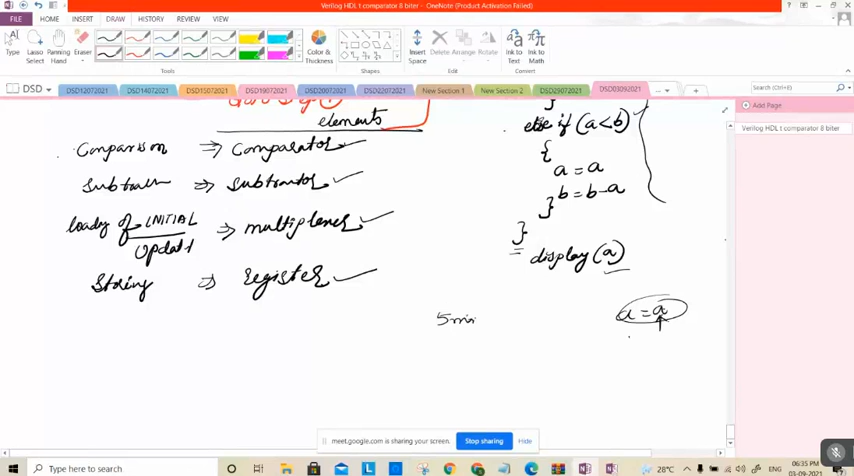 Verilog HDL t comparator 8 biter - OneNote (Product Activation Failed)
FILE HOME INSERT DRAW HISTORY REVIEW VIEW
Type Lasso Select Panning Hand Eraser Color & Thickness Insert Space Delete Arrange Rotate Ink to Text Ink to Math
Tools Shapes Edit Convert
DSD DSD12072021 DSD14072021 DSD15072021 DSD19072021 DSD20072021 DSD22072021 New Section 1 New Section 2 DSD29072021 DSD03092021 ... Search (Ctrl+E)
Add Page
Verilog HDL t comparator 8 biter
elements
Comparison ⇒ Comparator ✓
Subtraction ⇒ Subtractor ✓
loading of INITIAL ⇒ multiplexer ✓
Update
Storing ⇒ Register ✓
}
else if (a<b)
{
a = a
b = b-a
}
}
= display (a)
5min
a = a
meet.google.com is sharing your screen. Stop sharing Hide
Type here to search
28°C
06:35 PM
03-09-2021